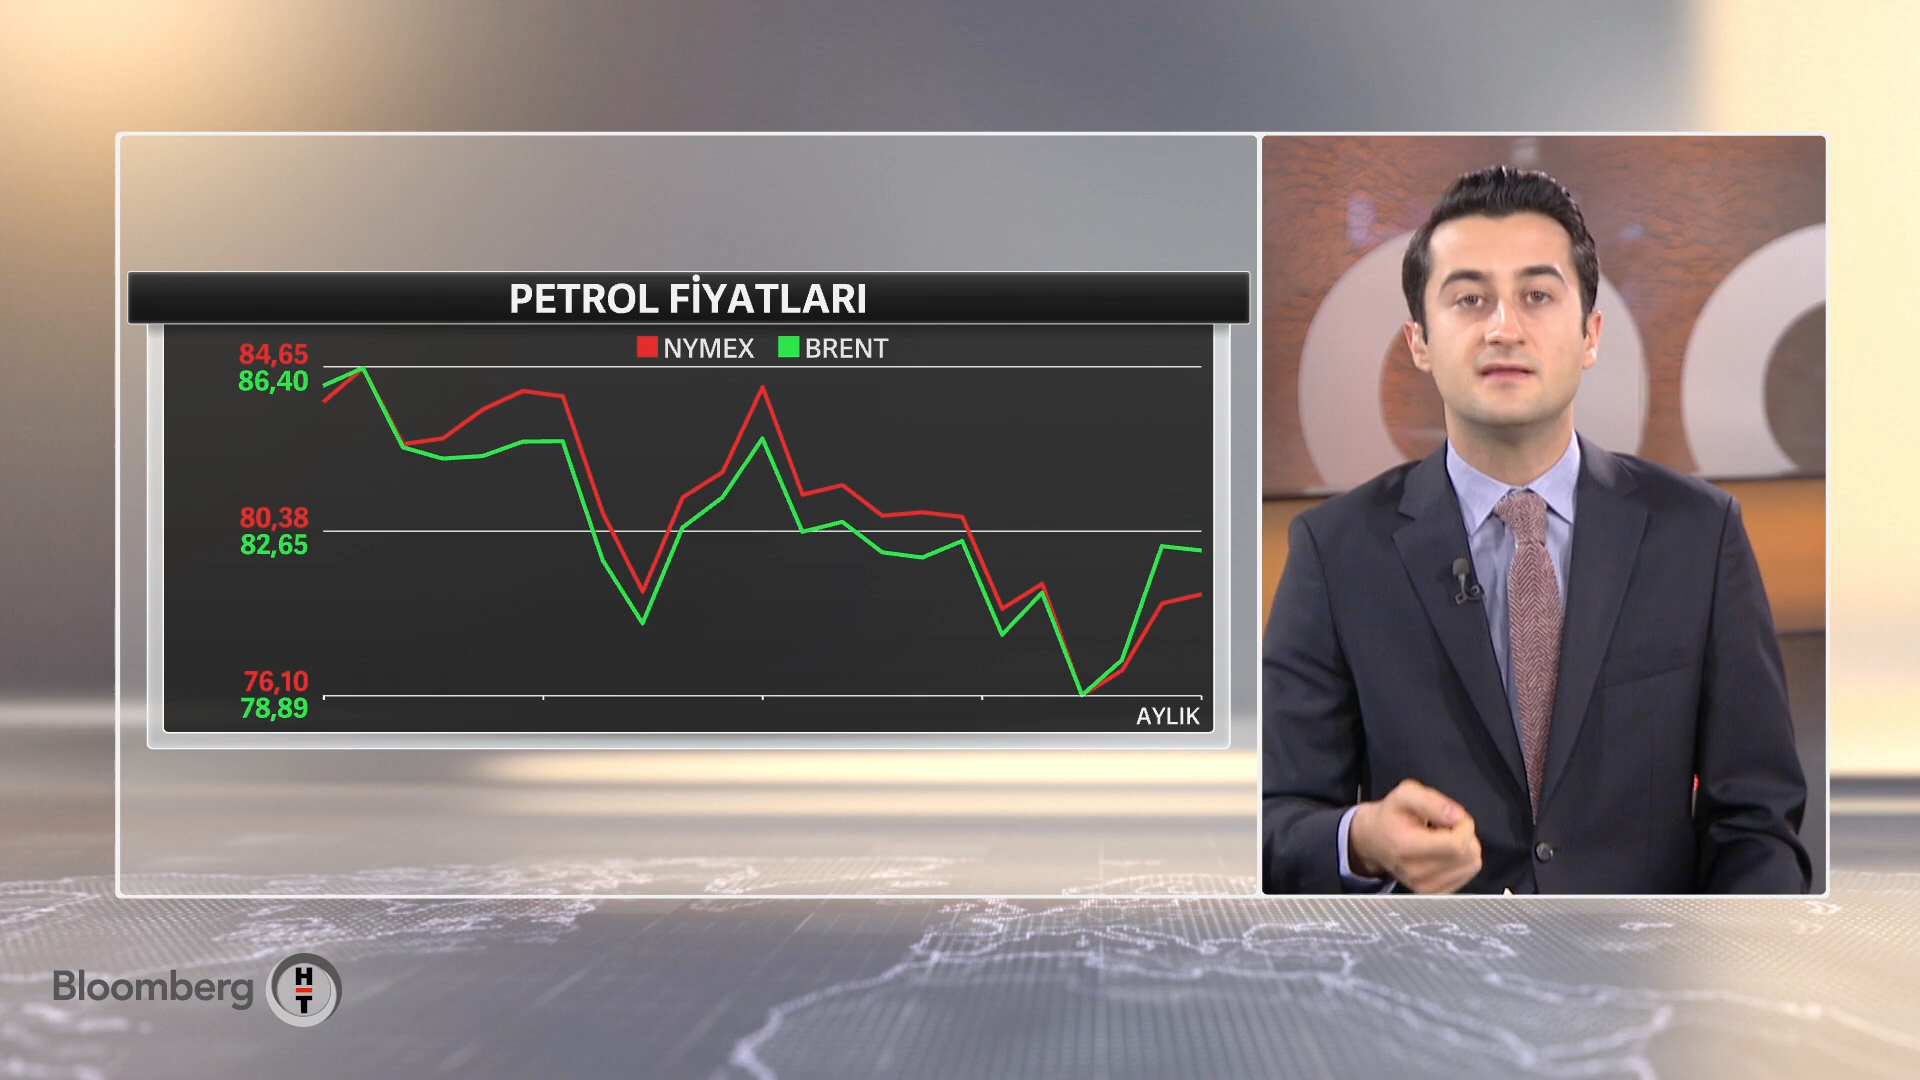 PETROL FİYATLARI
NYMEX BRENT
84,65
86,40
80,38
82,65
76,10
78,89
AYLIK
Bloomberg HT